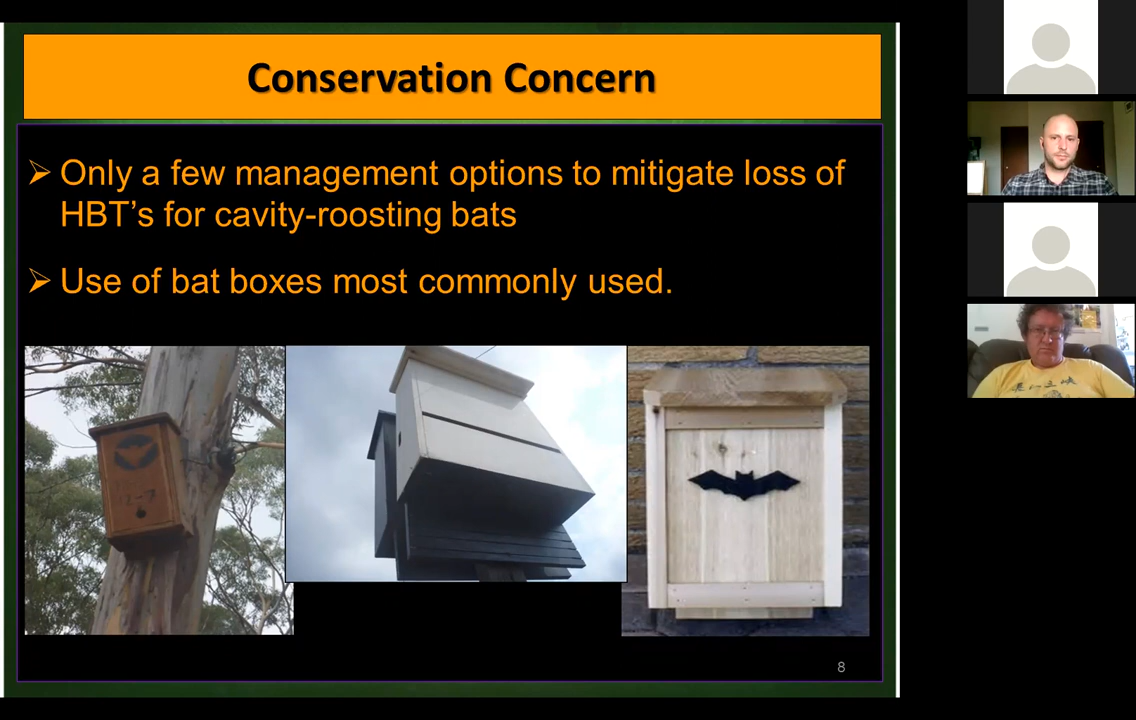 Conservation Concern
➢ Only a few management options to mitigate loss of
HBT’s for cavity-roosting bats
➢ Use of bat boxes most commonly used.
8